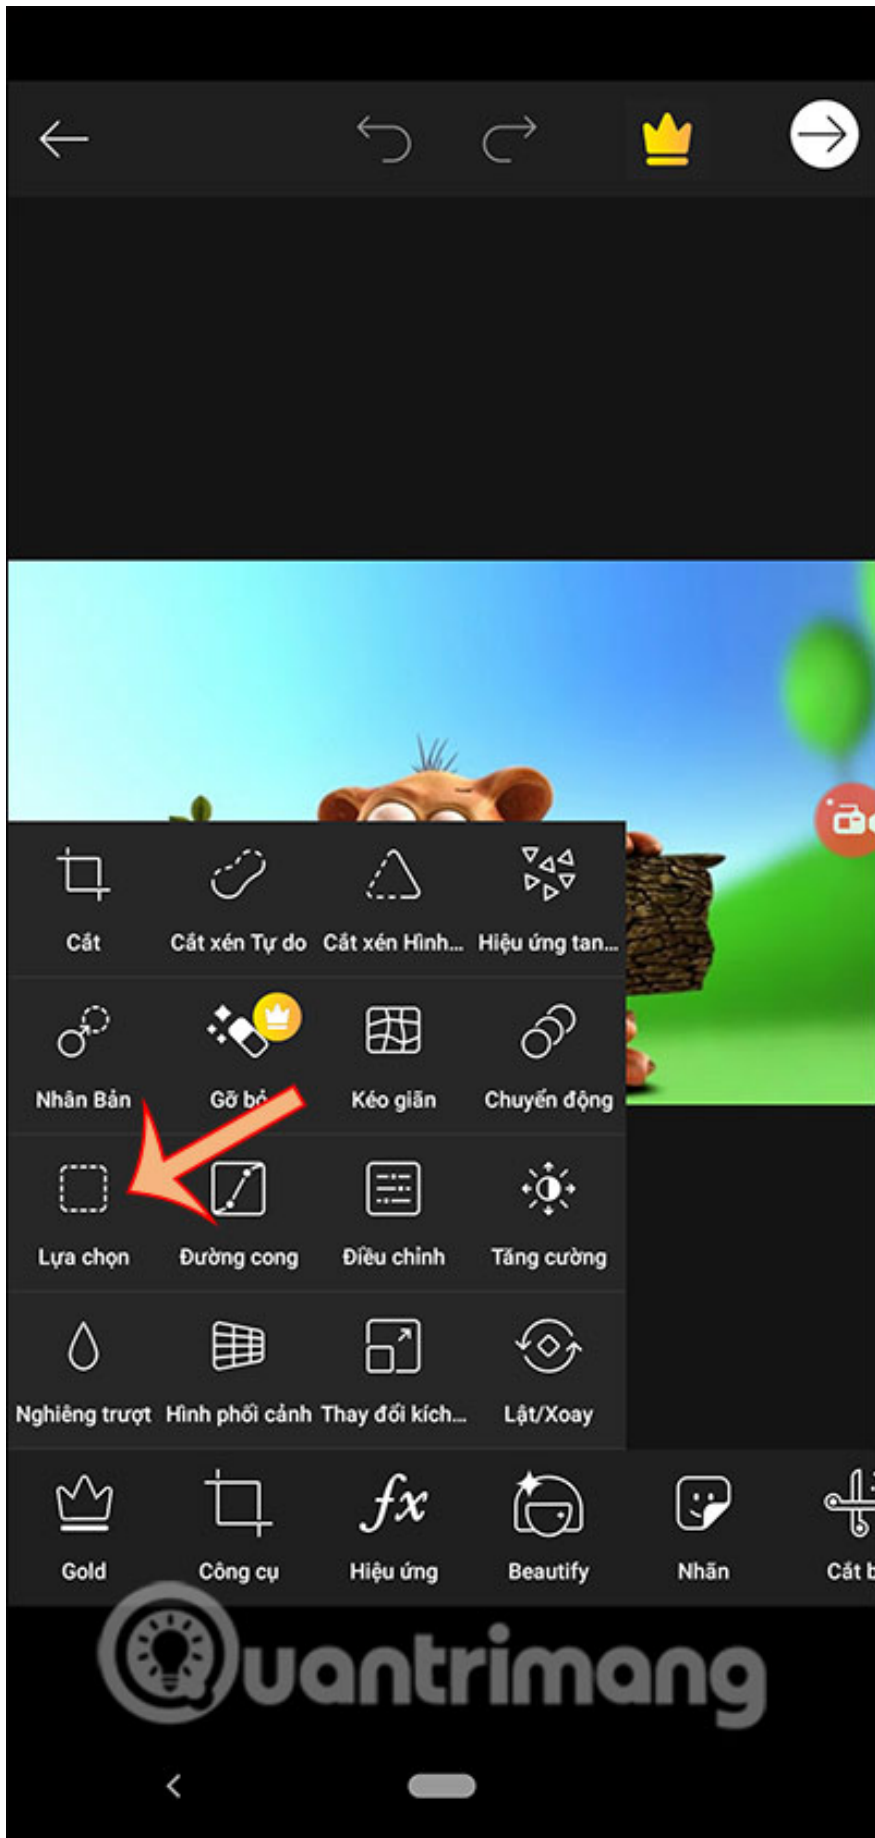 Cắt
Cắt xén Tự do
Cắt xén Hình...
Hiệu ứng tan...
Nhân Bản
Gỡ bỏ
Kéo giãn
Chuyển động
Lựa chọn
Đường cong
Điều chỉnh
Tăng cường
Nghiêng trượt
Hình phối cảnh
Thay đổi kích...
Lật/Xoay
Gold
Công cụ
fx
Hiệu ứng
Beautify
Nhãn
Cắt
Quantrimang